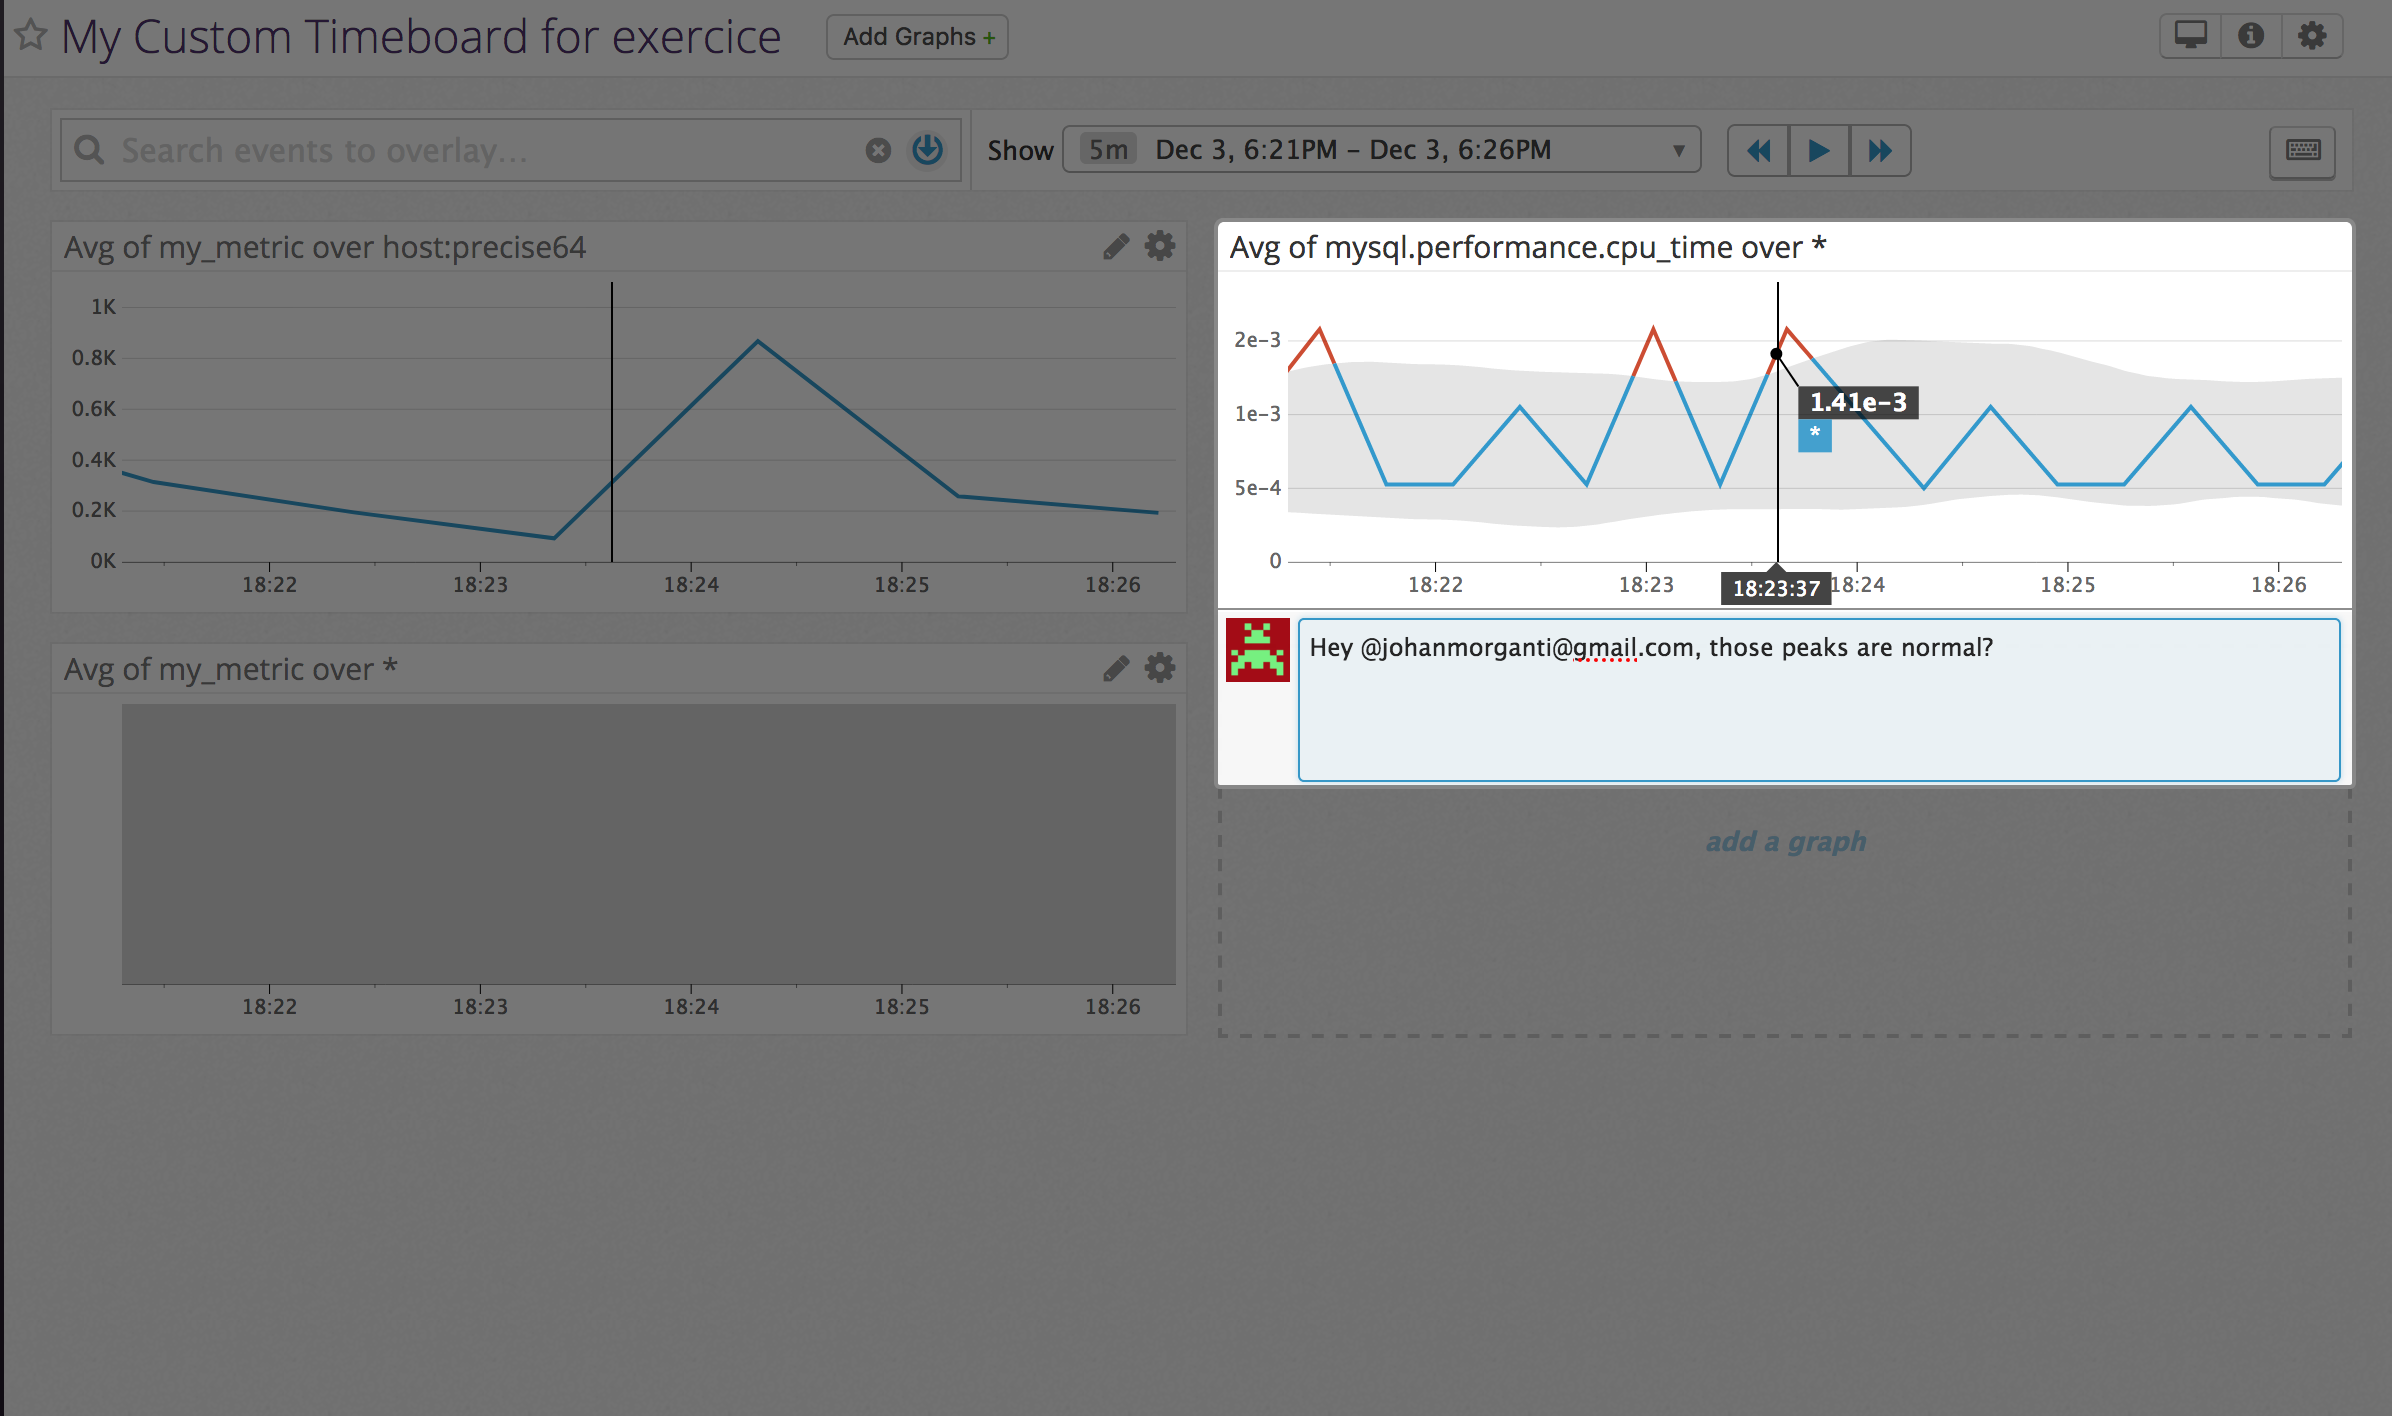 My Custom Timeboard for exercice
Add Graphs +
Search events to overlay...
Show 5m Dec 3, 6:21PM – Dec 3, 6:26PM
Avg of my_metric over host:precise64
1K
0.8K
0.6K
0.4K
0.2K
0K
18:22 18:23 18:24 18:25 18:26
Avg of mysql.performance.cpu_time over *
2e-3
1e-3
5e-4
0
1.41e-3
*
18:22 18:23 18:23:37 18:24 18:25 18:26
Hey @johanmorganti@gmail.com, those peaks are normal?
Avg of my_metric over *
18:22 18:23 18:24 18:25 18:26
add a graph